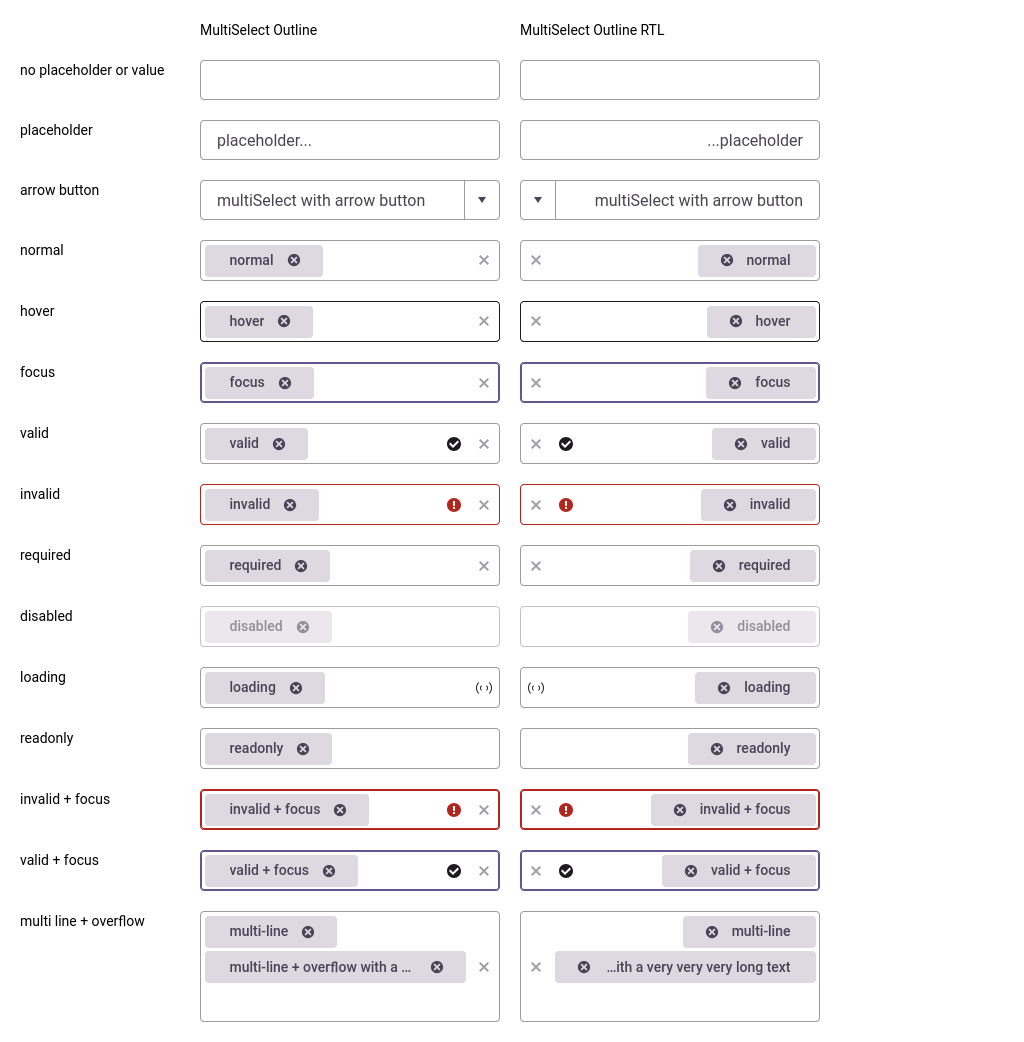 MultiSelect Outline MultiSelect Outline RTL
no placeholder or value
placeholder placeholder... ...placeholder
arrow button multiSelect with arrow button multiSelect with arrow button
normal normal normal
hover hover hover
focus focus focus
valid valid valid
invalid invalid invalid
required required required
disabled disabled disabled
loading loading loading
readonly readonly readonly
invalid + focus invalid + focus invalid + focus
valid + focus valid + focus valid + focus
multi line + overflow multi-line multi-line
multi-line + overflow with a ... ...ith a very very very long text